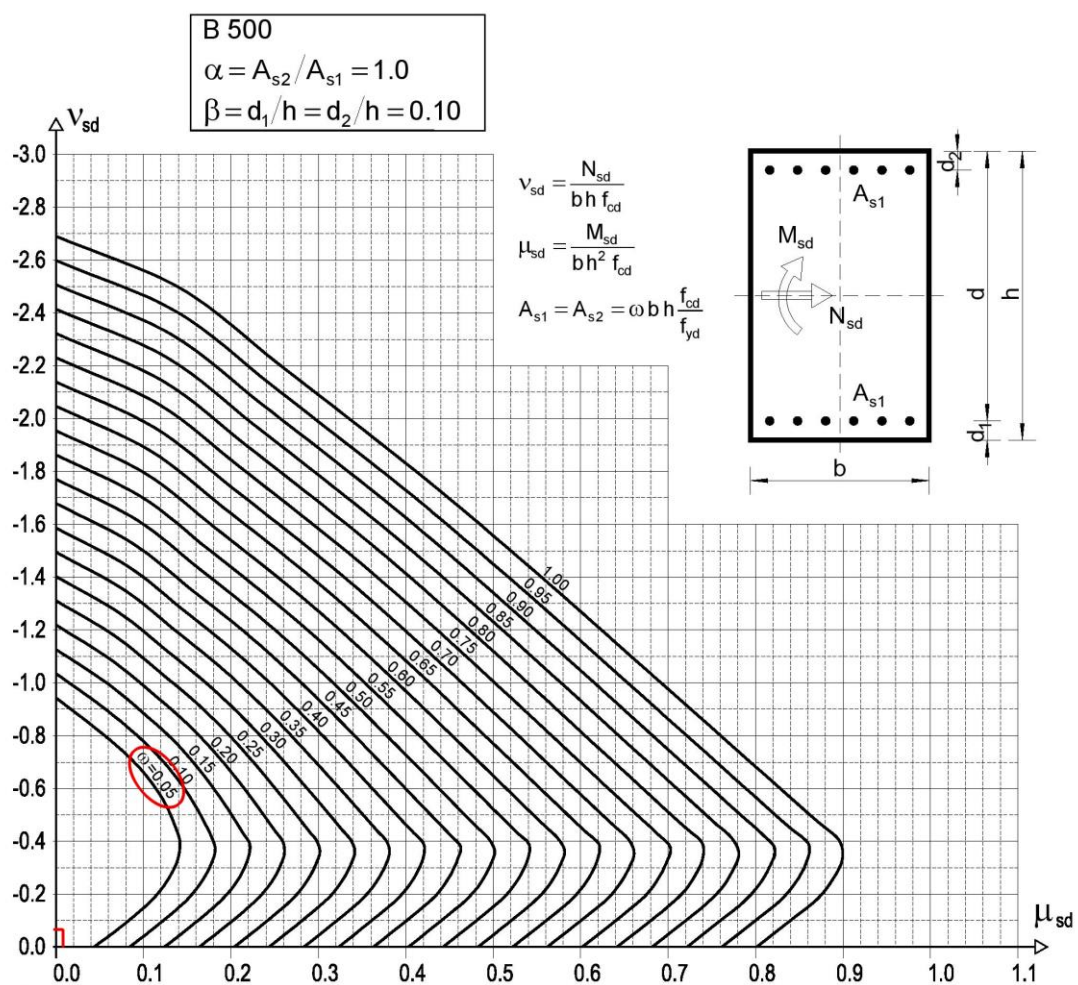 B 500
α = A_s2/A_s1 = 1.0
β = d_1/h = d_2/h = 0.10
ν_sd
-3.0
-2.8
-2.6
-2.4
-2.2
-2.0
-1.8
-1.6
-1.4
-1.2
-1.0
-0.8
-0.6
-0.4
-0.2
0.0
ν_sd = N_sd / b h f_cd
μ_sd = M_sd / b h² f_cd
A_s1 = A_s2 = ω b h f_cd / f_yd
d_2
A_s1
M_sd
N_sd
d
h
A_s1
d_1
b
1.00
0.95
0.90
0.85
0.80
0.75
0.70
0.65
0.60
0.55
0.50
0.45
0.40
0.35
0.30
0.25
0.20
0.15
0.10
ω=0.05
μ_sd
0.0 0.1 0.2 0.3 0.4 0.5 0.6 0.7 0.8 0.9 1.0 1.1